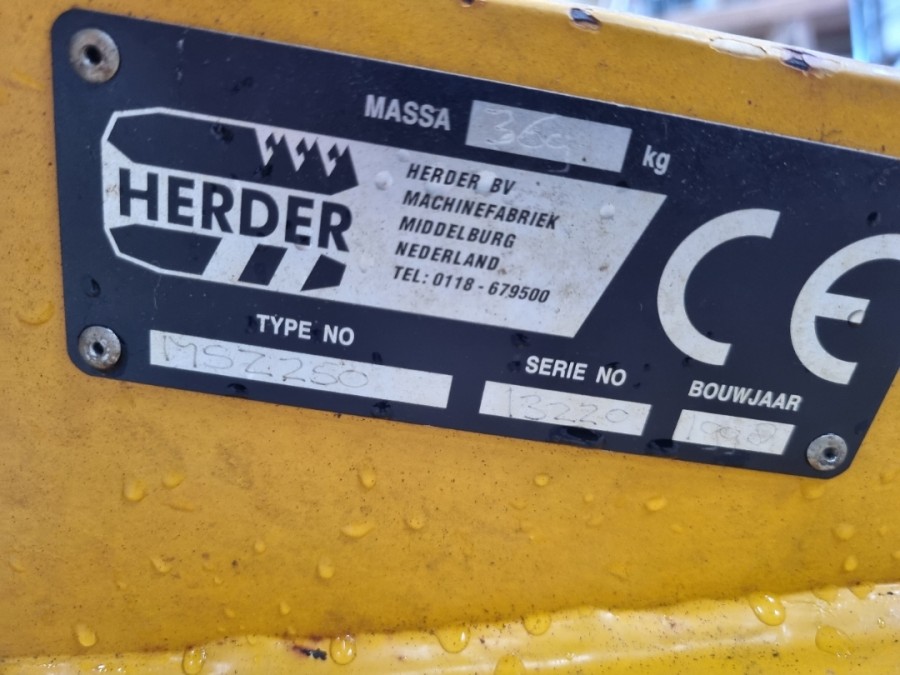 MASSA kg
HERDER
HERDER BV
MACHINEFABRIEK
MIDDELBURG
NEDERLAND
TEL: 0118 - 679500
CE
TYPE NO
MSZ250
SERIE NO
13220
BOUWJAAR
1998